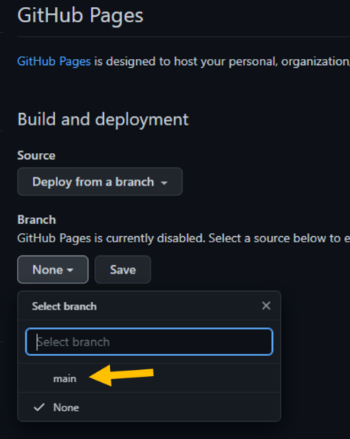 GitHub Pages
GitHub Pages is designed to host your personal, organization,
Build and deployment
Source
Deploy from a branch
Branch
GitHub Pages is currently disabled. Select a source below to e
None
Save
Select branch
Select branch
main
None